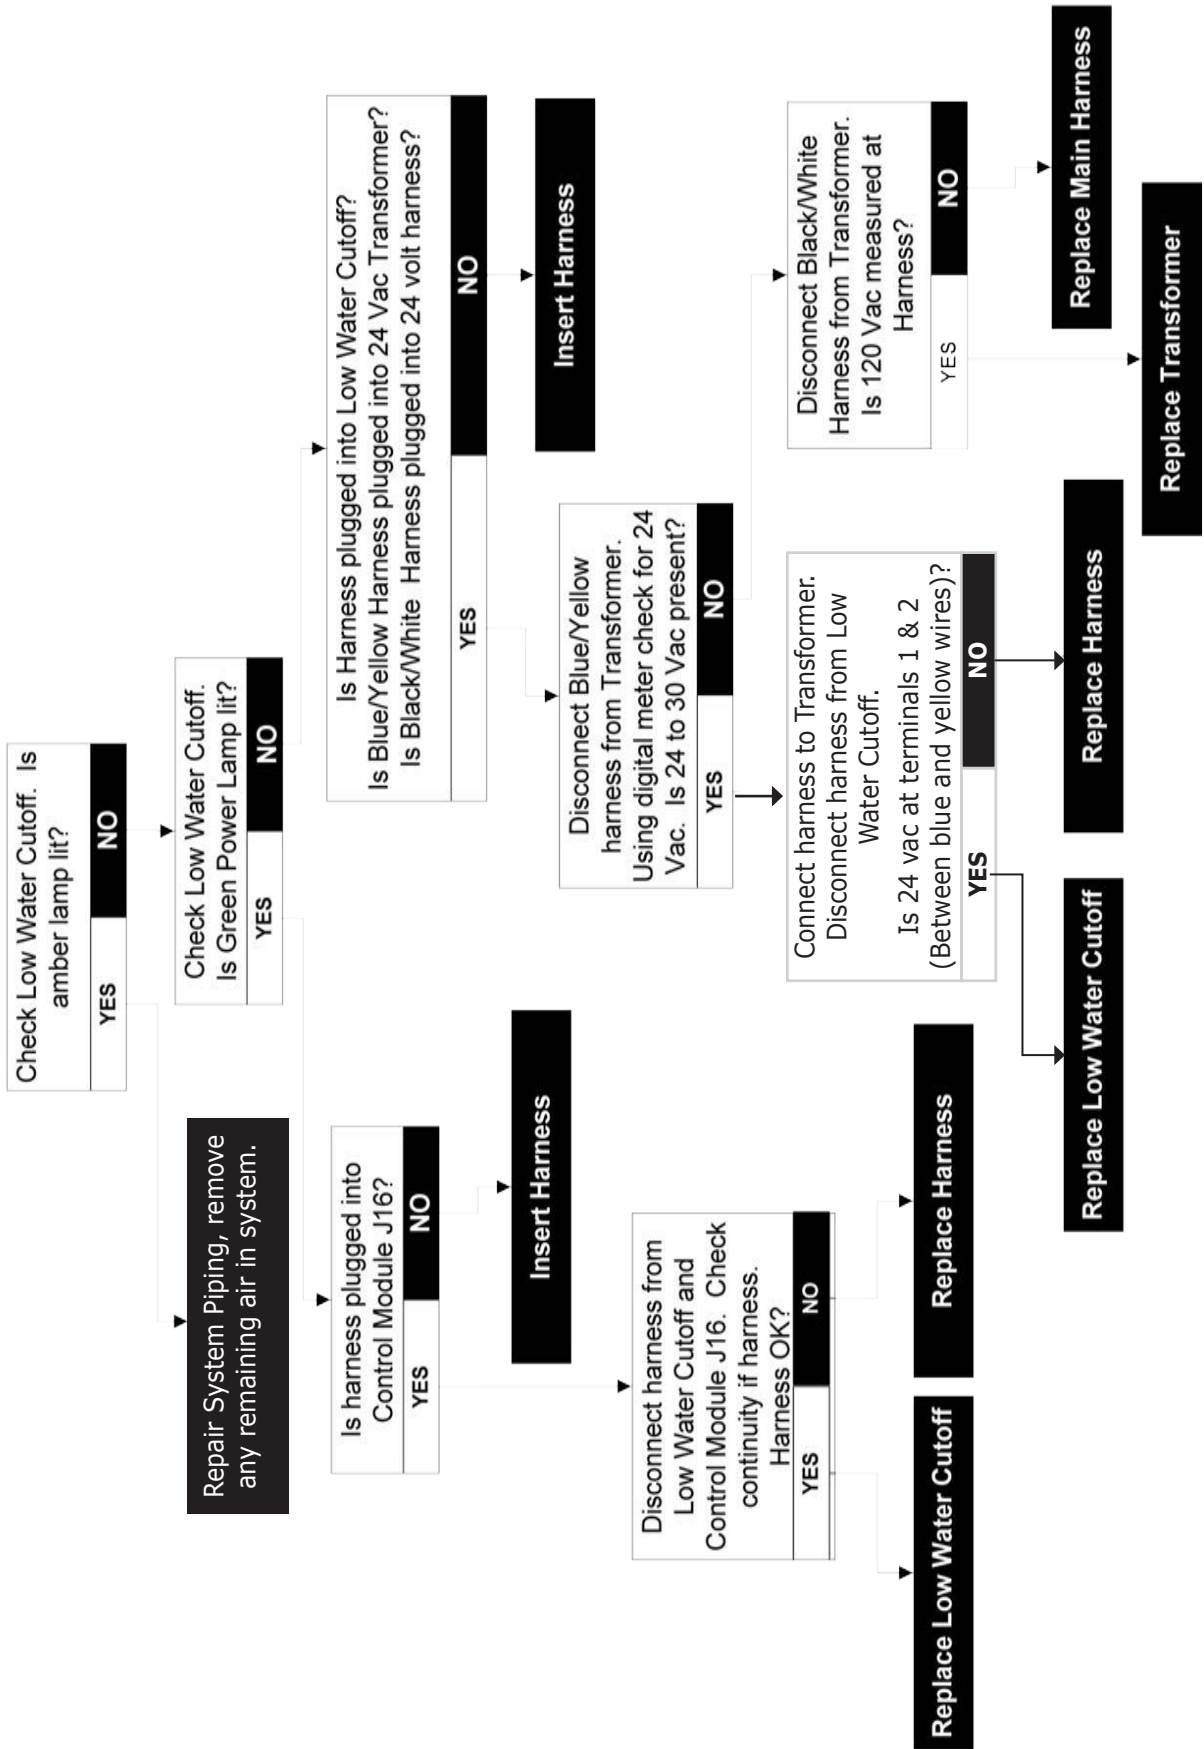 Check Low Water Cutoff.  Is
amber lamp lit?
YES
NO
Repair System Piping, remove
any remaining air in system.
Check Low Water Cutoff.
Is Green Power Lamp lit?
YES
NO
Is harness plugged into
Control Module J16?
YES
NO
Insert Harness
Disconnect harness from
Low Water Cutoff and
Control Module J16.  Check
continuity if harness.
Harness OK?
YES
NO
Replace Low Water Cutoff
Replace Harness
Is Harness plugged into Low Water Cutoff?
Is Blue/Yellow Harness plugged into 24 Vac Transformer?
Is Black/White  Harness plugged into 24 volt harness?
YES
NO
Insert Harness
Disconnect Blue/Yellow
harness from Transformer.
Using digital meter check for 24
Vac.  Is 24 to 30 Vac present?
YES
NO
Connect harness to Transformer.
Disconnect harness from Low
Water Cutoff.
Is 24 vac at terminals 1 & 2
(Between blue and yellow wires)?
YES
NO
Replace Low Water Cutoff
Replace Harness
Disconnect Black/White
Harness from Transformer.
Is 120 Vac measured at
Harness?
YES
NO
Replace Transformer
Replace Main Harness